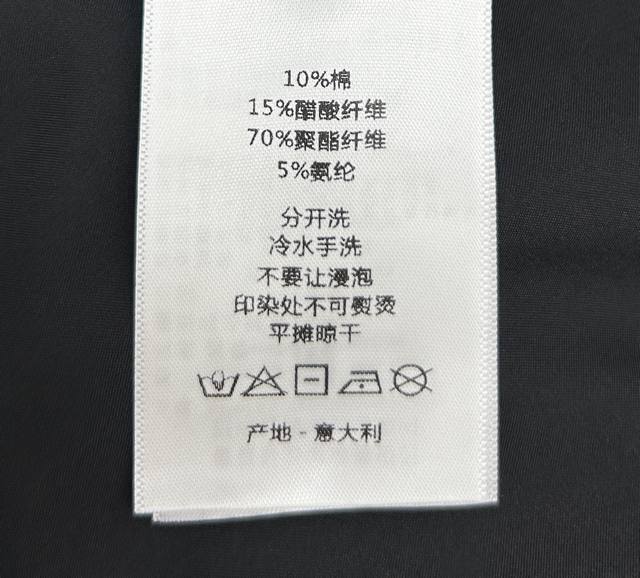 10%棉
15%醋酸纤维
70%聚酯纤维
5%氨纶
分开洗
冷水手洗
不要让漫泡
印染处不可熨烫
平摊晾干
产地 - 意大利